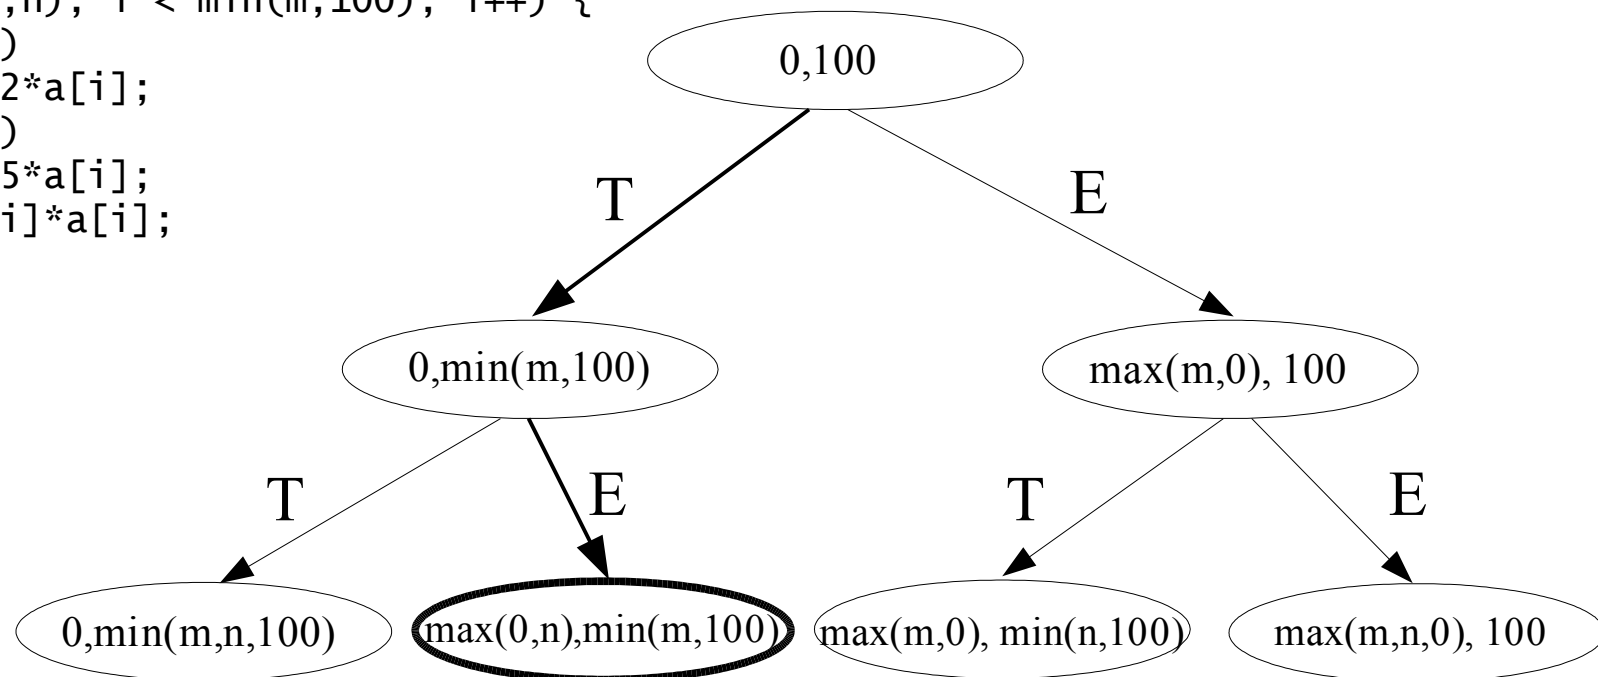 ,n); i < min(m,100); i++) {
)
2*a[i];
)
5*a[i];
i]*a[i];
0,100
T
E
0,min(m,100)
max(m,0), 100
T
E
T
E
0,min(m,n,100)
max(0,n),min(m,100)
max(m,0), min(n,100)
max(m,n,0), 100